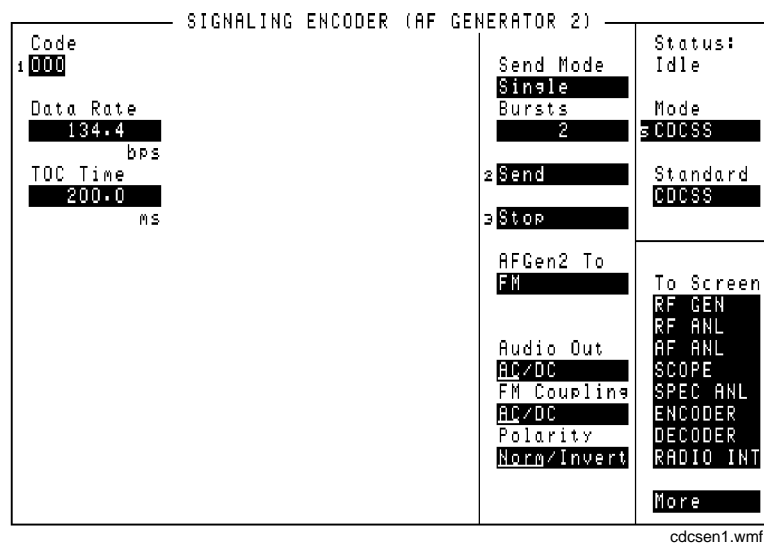 SIGNALING ENCODER (AF GENERATOR 2)
Code
1 000
Data Rate
134.4
bps
TOC Time
200.0
ms
Send Mode
Single
Bursts
2
2 Send
3 Stop
AFGen2 To
FM
Audio Out
AC/DC
FM Coupling
AC/DC
Polarity
Norm/Invert
Status:
Idle
Mode
5 CDCSS
Standard
CDCSS
To Screen
RF GEN
RF ANL
AF ANL
SCOPE
SPEC ANL
ENCODER
DECODER
RADIO INT
More
cdcsen1.wmf